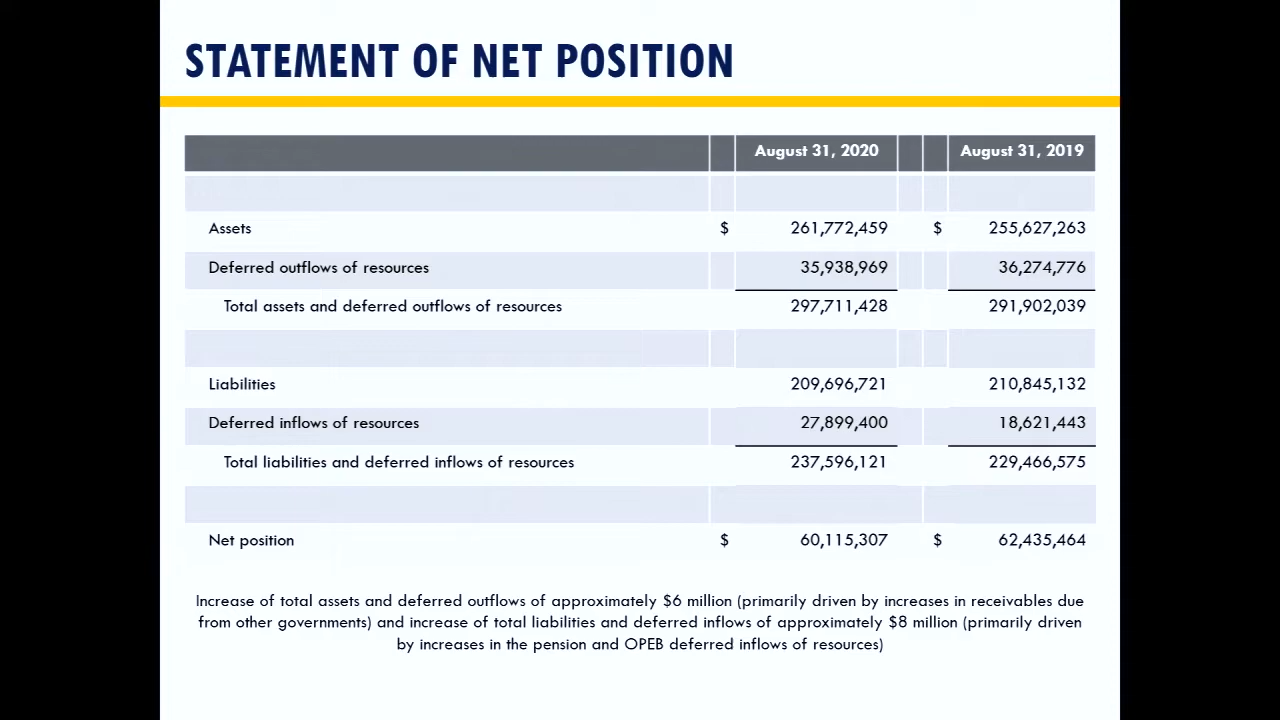 STATEMENT OF NET POSITION
August 31, 2020 August 31, 2019
Assets $ 261,772,459 $ 255,627,263
Deferred outflows of resources 35,938,969 36,274,776
Total assets and deferred outflows of resources 297,711,428 291,902,039
Liabilities 209,696,721 210,845,132
Deferred inflows of resources 27,899,400 18,621,443
Total liabilities and deferred inflows of resources 237,596,121 229,466,575
Net position $ 60,115,307 $ 62,435,464
Increase of total assets and deferred outflows of approximately $6 million (primarily driven by increases in receivables due
from other governments) and increase of total liabilities and deferred inflows of approximately $8 million (primarily driven
by increases in the pension and OPEB deferred inflows of resources)